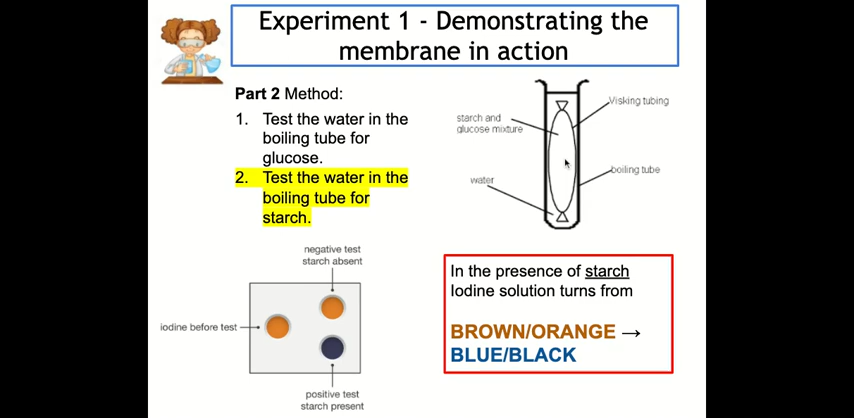 Experiment 1 - Demonstrating the
membrane in action
Part 2 Method:
1. Test the water in the
boiling tube for
glucose.
2. Test the water in the
boiling tube for
starch.
starch and
glucose mixture
water
Visking tubing
boiling tube
negative test
starch absent
iodine before test
positive test
starch present
In the presence of starch
Iodine solution turns from
BROWN/ORANGE →
BLUE/BLACK